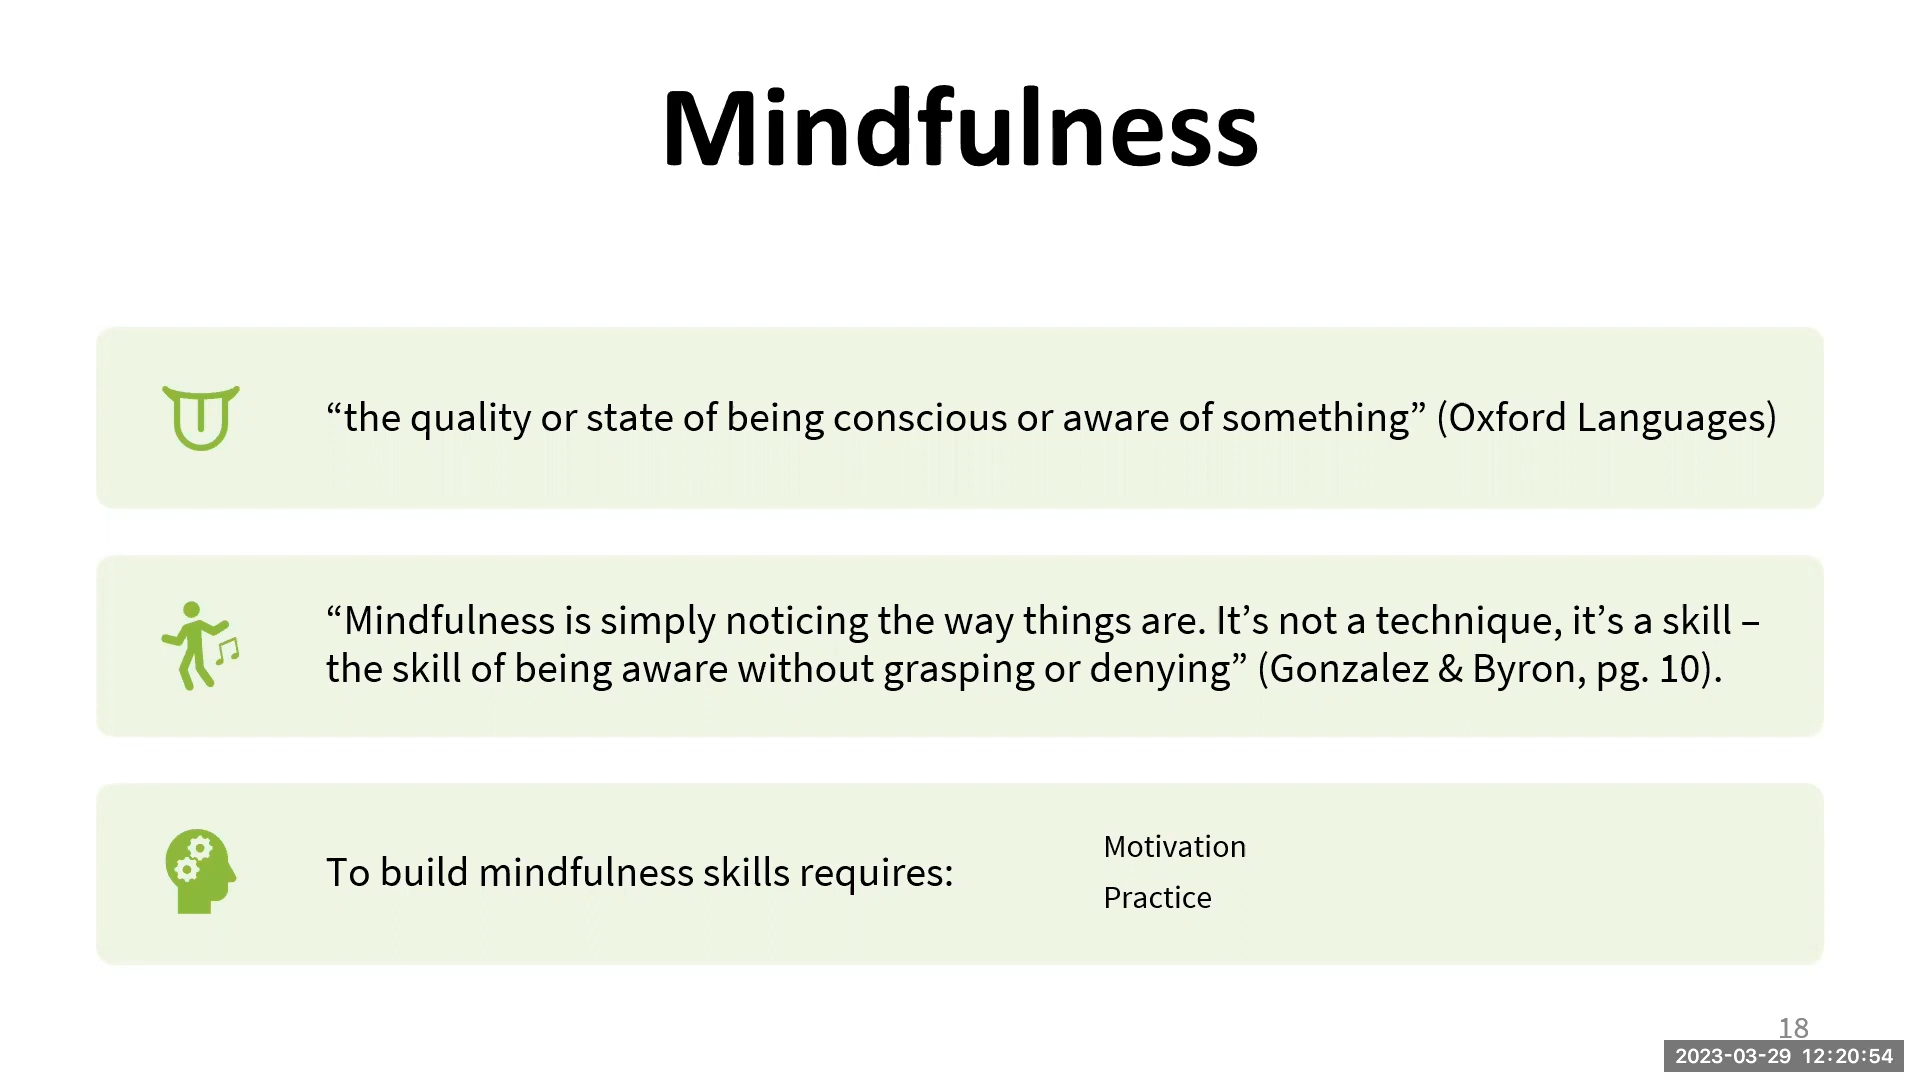 Mindfulness
“the quality or state of being conscious or aware of something” (Oxford Languages)
“Mindfulness is simply noticing the way things are. It’s not a technique, it’s a skill –
the skill of being aware without grasping or denying” (Gonzalez & Byron, pg. 10).
To build mindfulness skills requires:
Motivation
Practice
18
2023-03-29 12:20:54